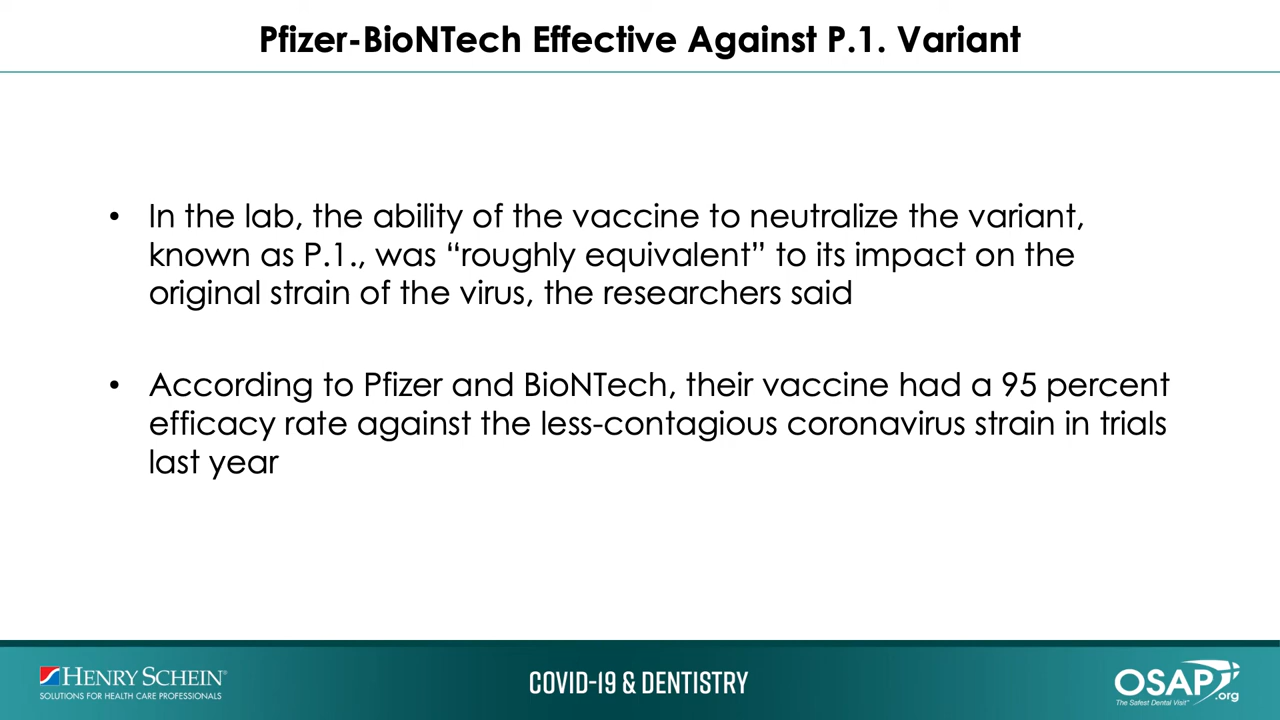 Pfizer-BioNTech Effective Against P.1. Variant
• In the lab, the ability of the vaccine to neutralize the variant,
known as P.1., was “roughly equivalent” to its impact on the
original strain of the virus, the researchers said
• According to Pfizer and BioNTech, their vaccine had a 95 percent
efficacy rate against the less-contagious coronavirus strain in trials
last year
HENRY SCHEIN®
SOLUTIONS FOR HEALTH CARE PROFESSIONALS
COVID-19 & DENTISTRY
OSAP.org
The Safest Dental Visit™